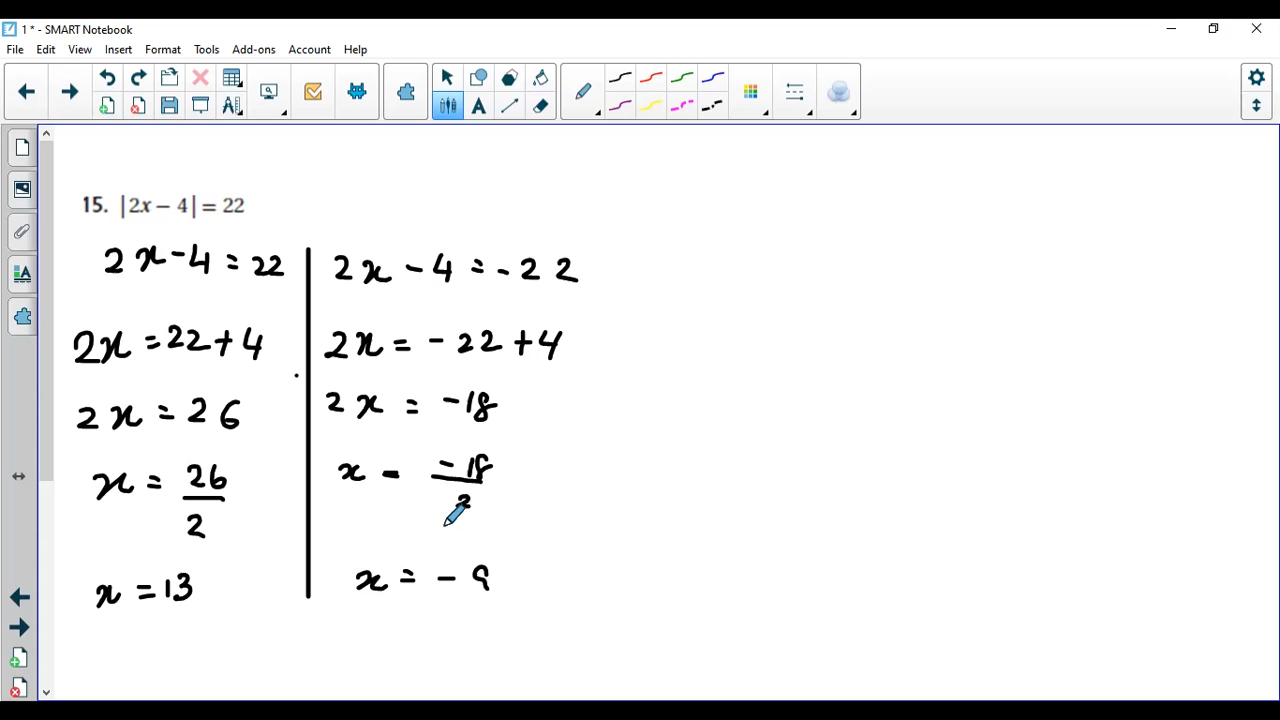 1 * - SMART Notebook
File Edit View Insert Format Tools Add-ons Account Help
15. |2x − 4| = 22
2x-4 = 22
2x = 22+4
2x = 26
x = 26/2
x = 13
2x - 4 = - 22
2x = - 22 + 4
2x = -18
x = -18/2
x = - 9